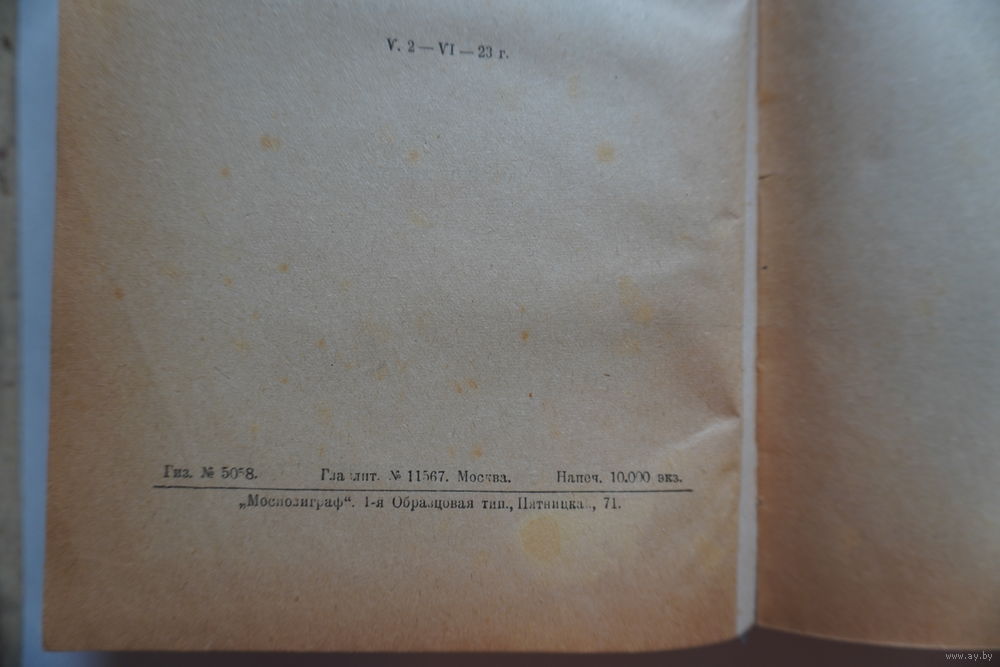 V. 2 — VI — 23 г.
Гиз. №
Главлит. № 11567. Москва.
Напеч. 10.000 экз.
„Мосполиграф“. 1-я Образцовая тип., Пятницкая, 71.
www.ay.by